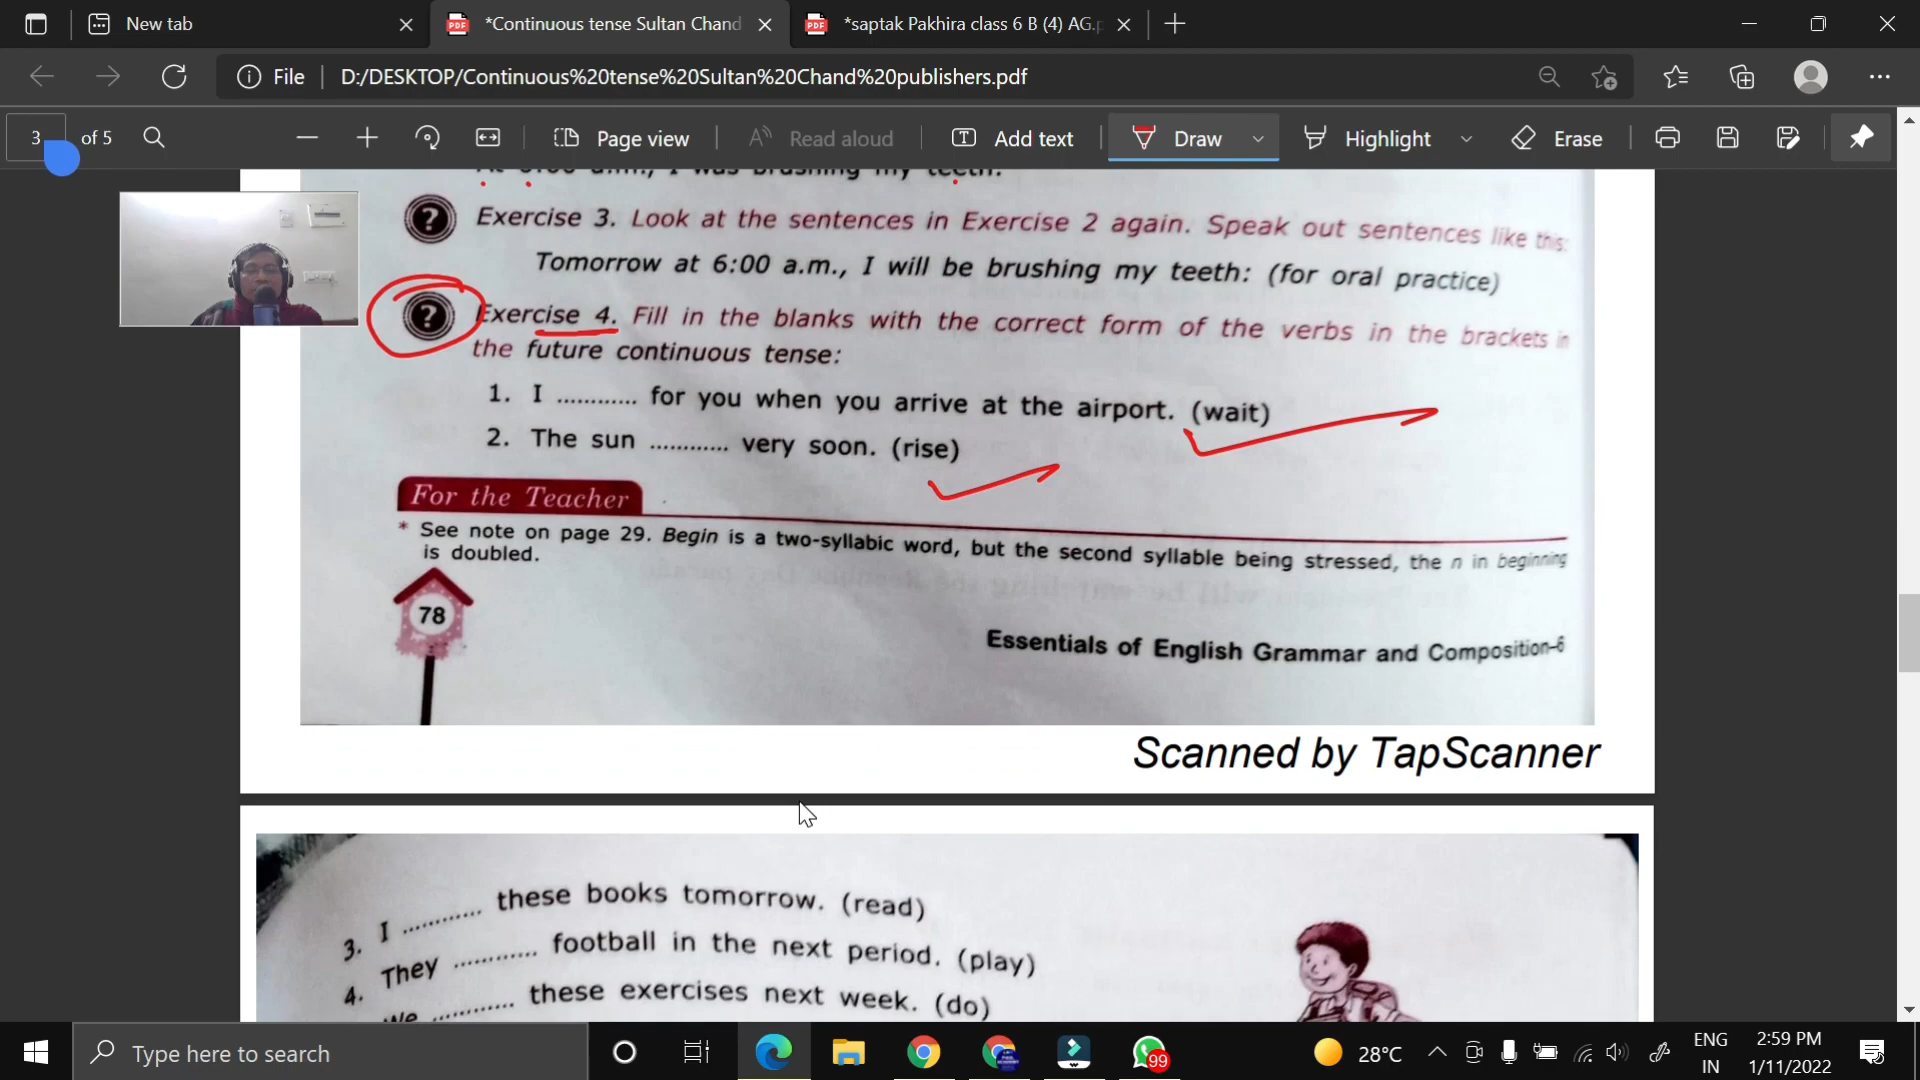 New tab
*Continuous tense Sultan Chand
*saptak Pakhira class 6 B (4) AG.p
File
D:/DESKTOP/Continuous%20tense%20Sultan%20Chand%20publishers.pdf
3 of 5
Page view
Read aloud
Add text
Draw
Highlight
Erase
a.m., I was brushing my teeth.
Exercise 3. Look at the sentences in Exercise 2 again. Speak out sentences like this:
Tomorrow at 6:00 a.m., I will be brushing my teeth: (for oral practice)
Exercise 4. Fill in the blanks with the correct form of the verbs in the brackets in
the future continuous tense:
1. I ............ for you when you arrive at the airport. (wait)
2. The sun ............ very soon. (rise)
For the Teacher
* See note on page 29. Begin is a two-syllabic word, but the second syllable being stressed, the n in beginning
is doubled.
78
Essentials of English Grammar and Composition-6
Scanned by TapScanner
3. I ............ these books tomorrow. (read)
4. They ............ football in the next period. (play)
We ............ these exercises next week. (do)
Type here to search
99
28°C
ENG
IN
2:59 PM
1/11/2022